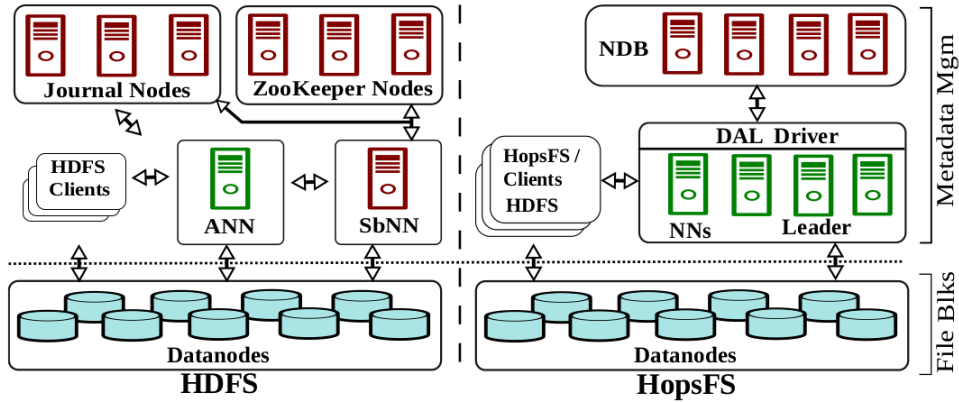 Journal Nodes
ZooKeeper Nodes
HDFS
Clients
ANN
SbNN
Datanodes
HDFS
NDB
DAL Driver
HopsFS /
Clients
HDFS
NNs
Leader
Datanodes
HopsFS
Metadata Mgm
File Blks